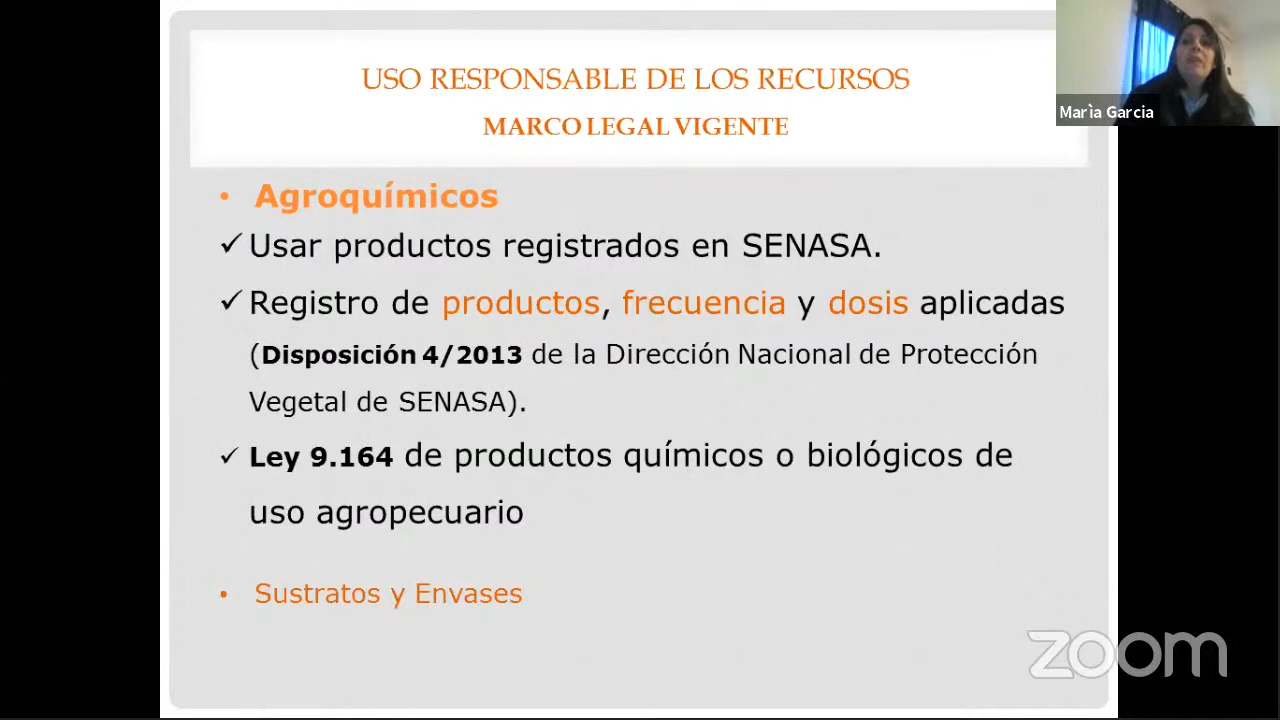 USO RESPONSABLE DE LOS RECURSOS
MARCO LEGAL VIGENTE
Marìa Garcia
• Agroquímicos
✓ Usar productos registrados en SENASA.
✓ Registro de productos, frecuencia y dosis aplicadas
(Disposición 4/2013 de la Dirección Nacional de Protección
Vegetal de SENASA).
✓ Ley 9.164 de productos químicos o biológicos de
uso agropecuario
• Sustratos y Envases
zoom